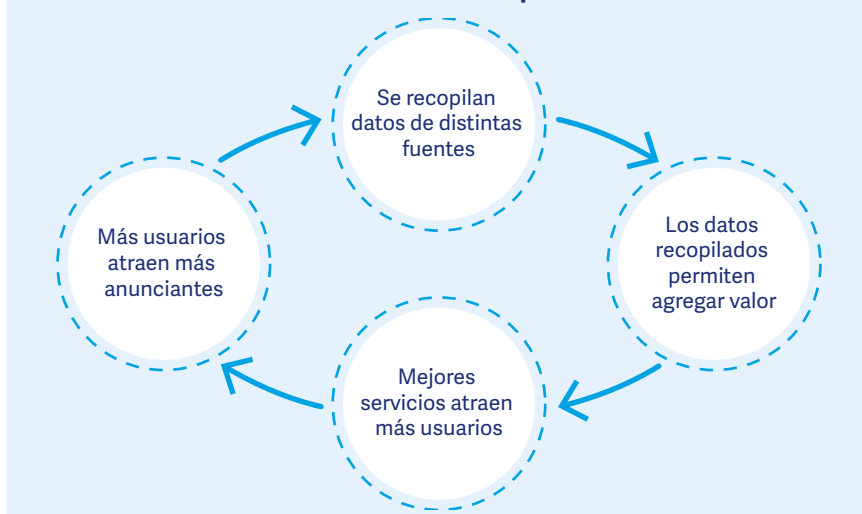 Se recopilan
datos de distintas
fuentes
Los datos
recopilados
permiten
agregar valor
Mejores
servicios atraen
más usuarios
Más usuarios
atraen más
anunciantes